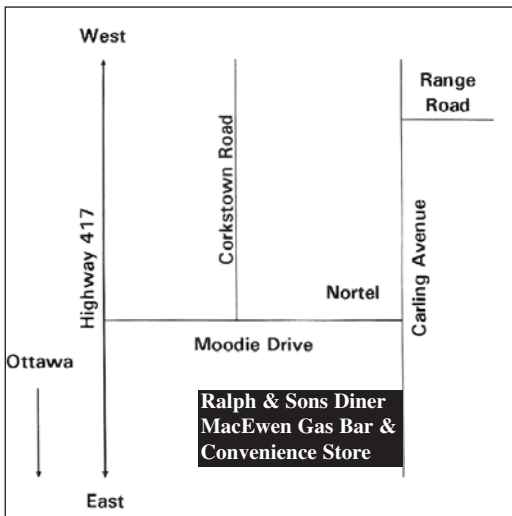 West
Range
Road
Corkstown Road
Highway 417
Carling Avenue
Nortel
Moodie Drive
Ottawa
Ralph & Sons Diner
MacEwen Gas Bar &
Convenience Store
East